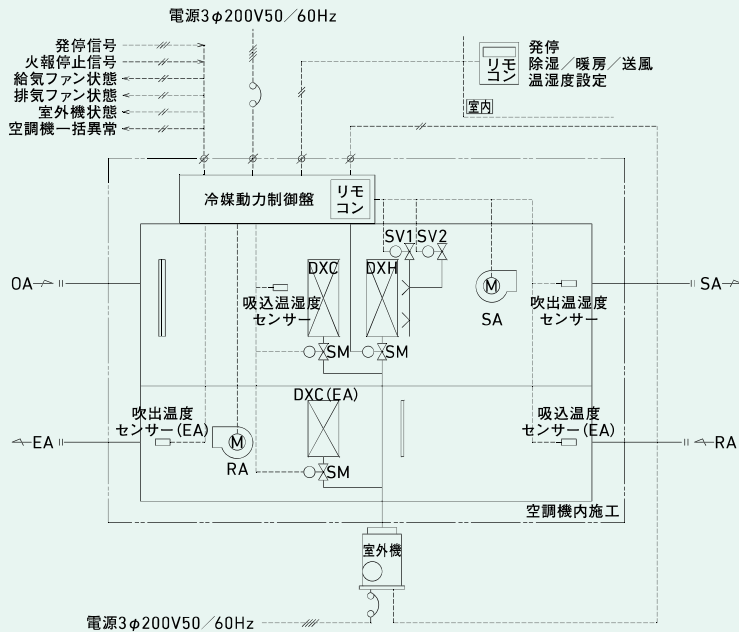 電源3φ200V50／60Hz
発停信号
火報停止信号
給気ファン状態
排気ファン状態
室外機状態
空調機一括異常
リモ
コン
発停
除湿／暖房／送風
温湿度設定
室内
冷媒動力制御盤
リモ
コン
SV1 SV2
DXC
DXH
OA
SA
吸込温湿度
センサー
M
SA
吹出温湿度
センサー
SM
SM
DXC(EA)
吹出温度
センサー(EA)
吸込温度
センサー(EA)
EA
M
RA
RA
SM
空調機内施工
室外機
電源3φ200V50／60Hz